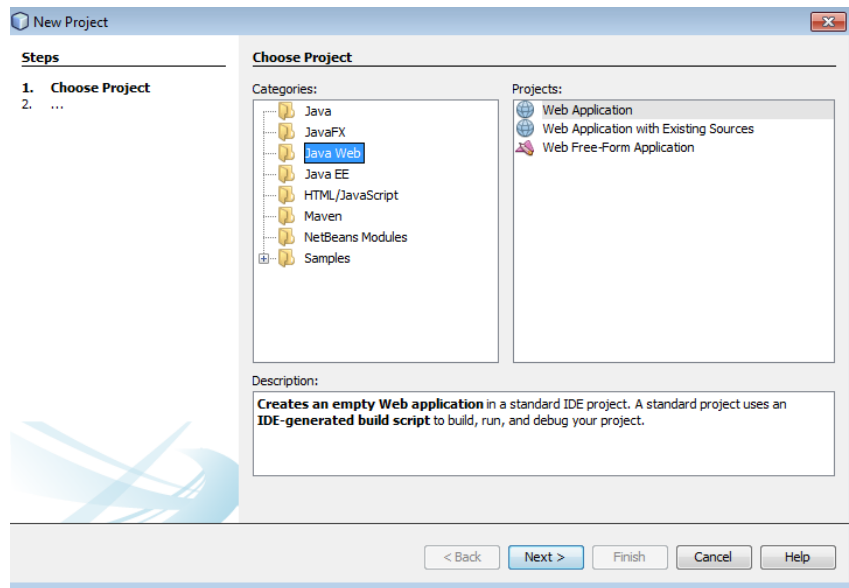 New Project
Steps
1. Choose Project
2. ...
Choose Project
Categories:
Java
JavaFX
Java Web
Java EE
HTML/JavaScript
Maven
NetBeans Modules
Samples
Projects:
Web Application
Web Application with Existing Sources
Web Free-Form Application
Description:
Creates an empty Web application in a standard IDE project. A standard project uses an
IDE-generated build script to build, run, and debug your project.
< Back
Next >
Finish
Cancel
Help